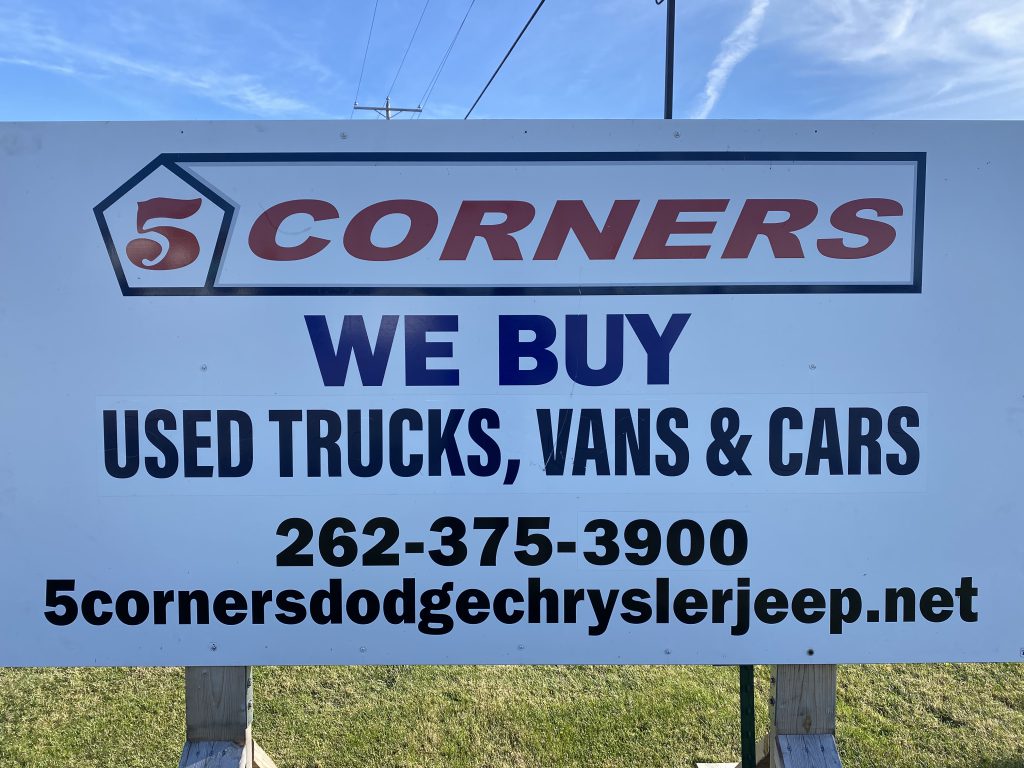 5 CORNERS
WE BUY
USED TRUCKS, VANS & CARS
262-375-3900
5cornersdodgechryslerjeep.net